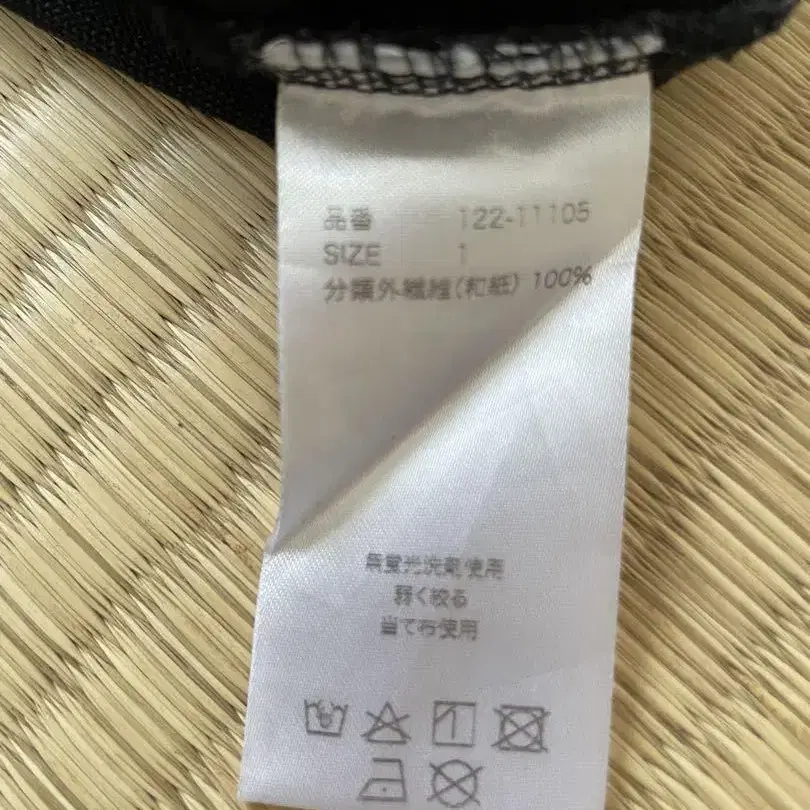 品番 122-11105
SIZE 1
分類外繊維(和紙) 100%
無蛍光洗剤使用
弱く絞る
当て布使用